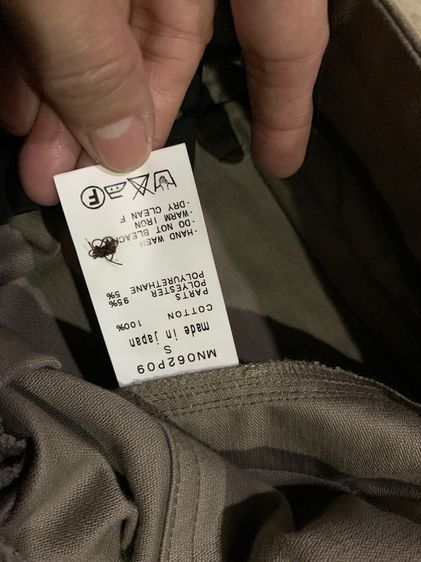 MN062P09
S
made in japan
COTTON 100%
PARTS
POLYESTER 95%
POLYURETHANE 5%
-HAND WASH
-DO NOT BLEACH
-WARM IRON
-DRY CLEAN F
F